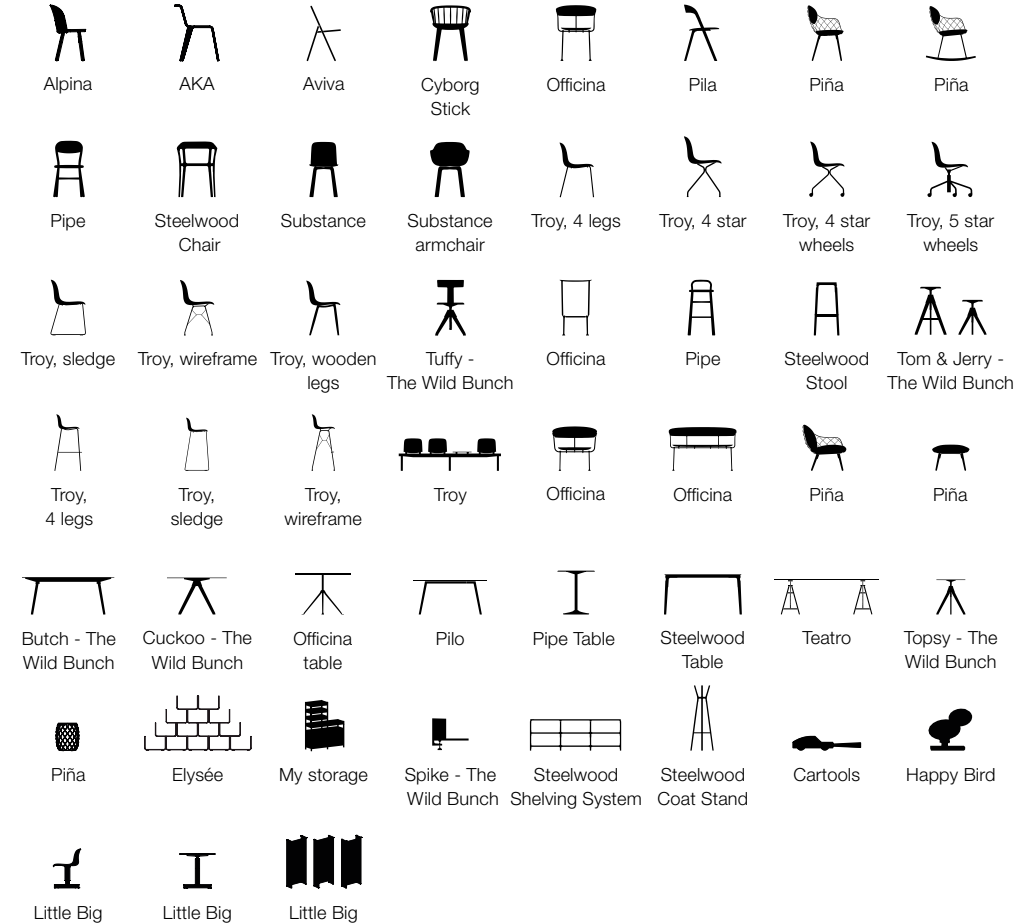 Alpina
AKA
Aviva
Cyborg
Stick
Officina
Pila
Piña
Piña
Pipe
Steelwood
Chair
Substance
Substance
armchair
Troy, 4 legs
Troy, 4 star
Troy, 4 star
wheels
Troy, 5 star
wheels
Troy, sledge
Troy, wireframe
Troy, wooden
legs
Tuffy -
The Wild Bunch
Officina
Pipe
Steelwood
Stool
Tom & Jerry -
The Wild Bunch
Troy,
4 legs
Troy,
sledge
Troy,
wireframe
Troy
Officina
Officina
Piña
Piña
Butch - The
Wild Bunch
Cuckoo - The
Wild Bunch
Officina
table
Pilo
Pipe Table
Steelwood
Table
Teatro
Topsy - The
Wild Bunch
Piña
Elysée
My storage
Spike - The
Wild Bunch
Steelwood
Shelving System
Steelwood
Coat Stand
Cartools
Happy Bird
Little Big
Little Big
Little Big